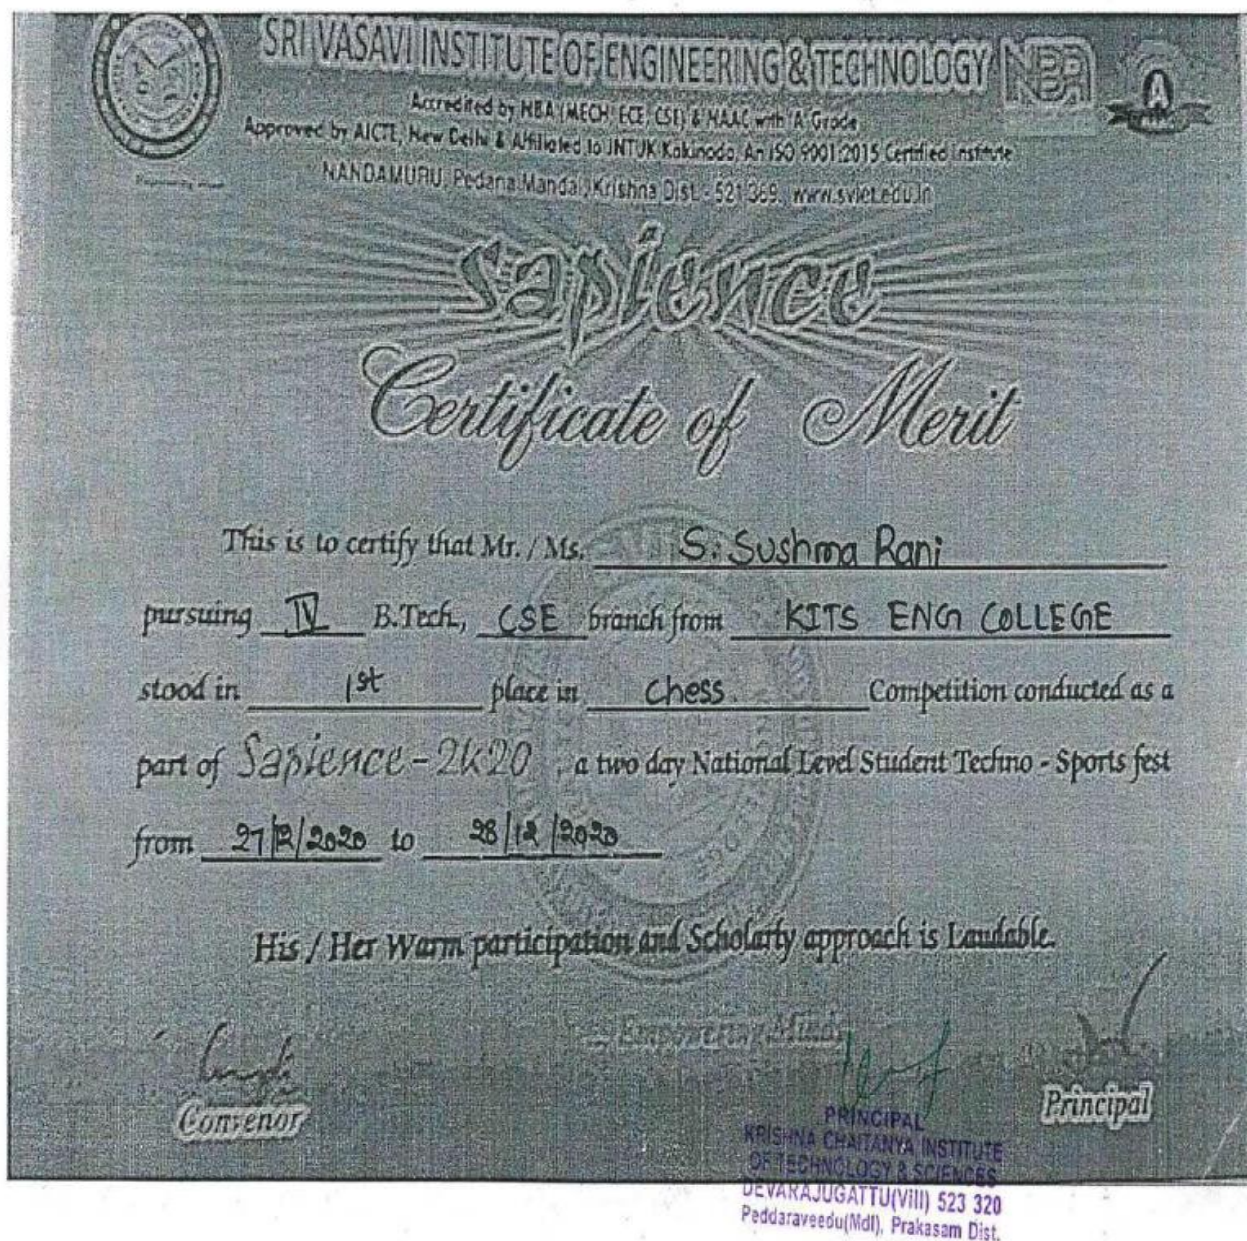 SRI VASAVI INSTITUTE OF ENGINEERING & TECHNOLOGY
NBA
A
Accredited by NBA (MECH, ECE, CSE) & NAAC with 'A' Grade
Approved by AICTE, New Delhi & Affiliated to JNTUK Kakinada, An ISO 9001:2015 Certified Institute
NANDAMURU, Pedana Mandal, Krishna Dist. - 521 369. www.sviet.edu.in
sapience
Certificate of Merit
This is to certify that Mr. / Ms. S. Sushma Rani
pursuing IV B.Tech, CSE branch from KITS ENG COLLEGE
stood in 1st place in Chess. Competition conducted as a
part of Sapience-2K20, a two day National Level Student Techno - Sports fest
from 27/12/2020 to 28/12/2020
His / Her Warm participation and Scholarly approach is Laudable.
... Empowering Minds
Convenor
Principal
PRINCIPAL
KRISHNA CHAITANYA INSTITUTE
OF TECHNOLOGY & SCIENCES
DEVARAJUGATTU(Vill) 523 320
Peddaraveedu(Mdl), Prakasam Dist.